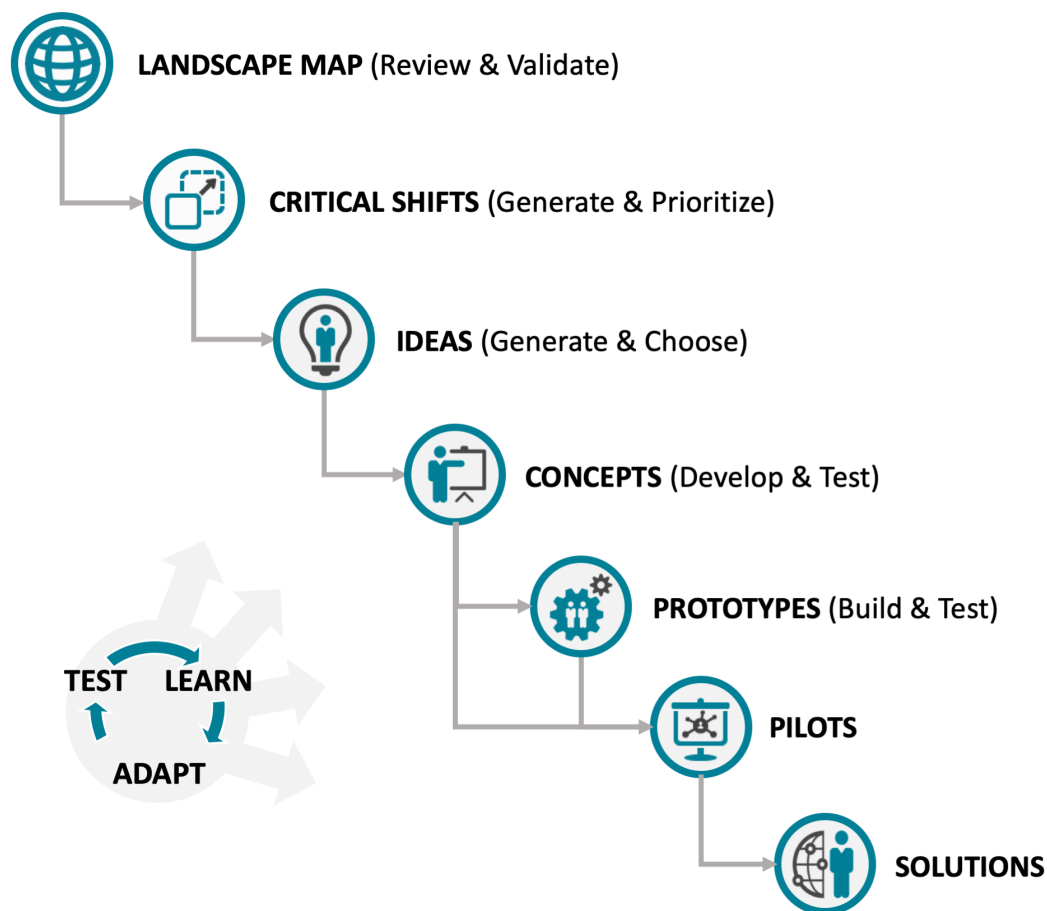 LANDSCAPE MAP (Review & Validate)
CRITICAL SHIFTS (Generate & Prioritize)
IDEAS (Generate & Choose)
CONCEPTS (Develop & Test)
PROTOTYPES (Build & Test)
TEST LEARN
ADAPT
PILOTS
SOLUTIONS